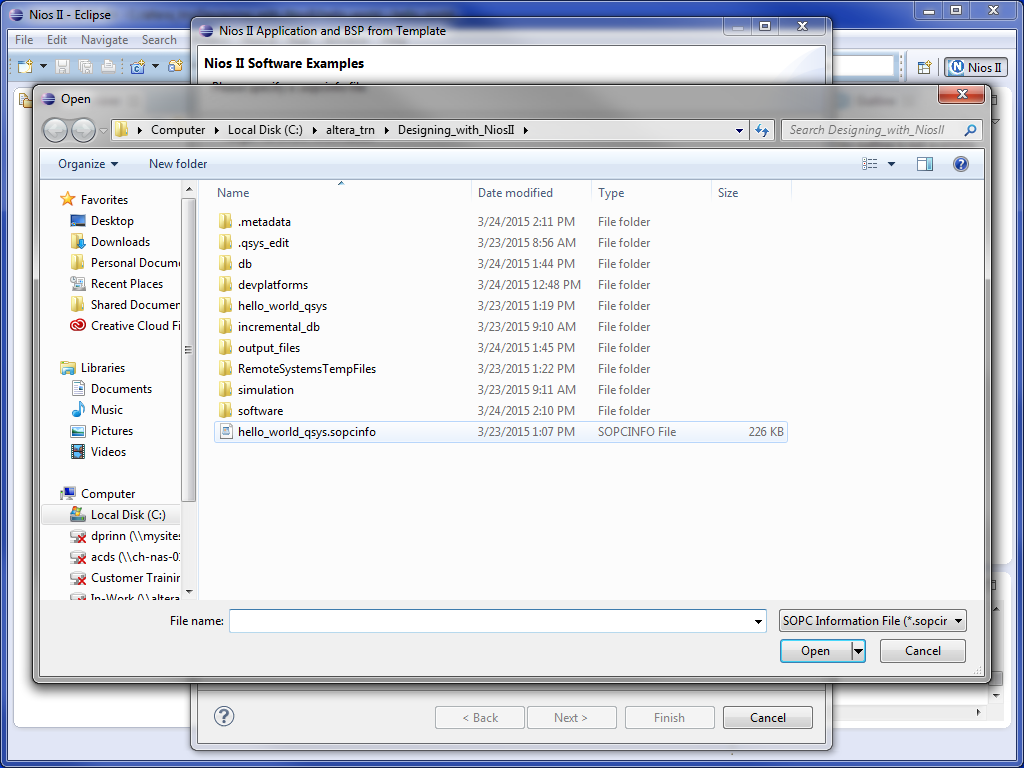 Nios II - Eclipse
Nios II Application and BSP from Template
File Edit Navigate Search
Nios II Software Examples
Nios II
Open
Computer Local Disk (C:) altera_trn Designing_with_NiosII
Search Designing_with_NiosII
Organize New folder
Name Date modified Type Size
Favorites
Desktop
Downloads
Personal Docume
Recent Places
Shared Documen
Creative Cloud Fi
Libraries
Documents
Music
Pictures
Videos
Computer
Local Disk (C:)
dprinn (\\mysites
acds (\\ch-nas-02
Customer Trainin
In-Work (\\altera
.metadata 3/24/2015 2:11 PM File folder
.qsys_edit 3/23/2015 8:56 AM File folder
db 3/24/2015 1:44 PM File folder
devplatforms 3/24/2015 12:48 PM File folder
hello_world_qsys 3/23/2015 1:19 PM File folder
incremental_db 3/23/2015 9:10 AM File folder
output_files 3/24/2015 1:45 PM File folder
RemoteSystemsTempFiles 3/23/2015 1:22 PM File folder
simulation 3/23/2015 9:11 AM File folder
software 3/24/2015 2:10 PM File folder
hello_world_qsys.sopcinfo 3/23/2015 1:07 PM SOPCINFO File 226 KB
File name:
SOPC Information File (*.sopcin
Open Cancel
< Back Next > Finish Cancel